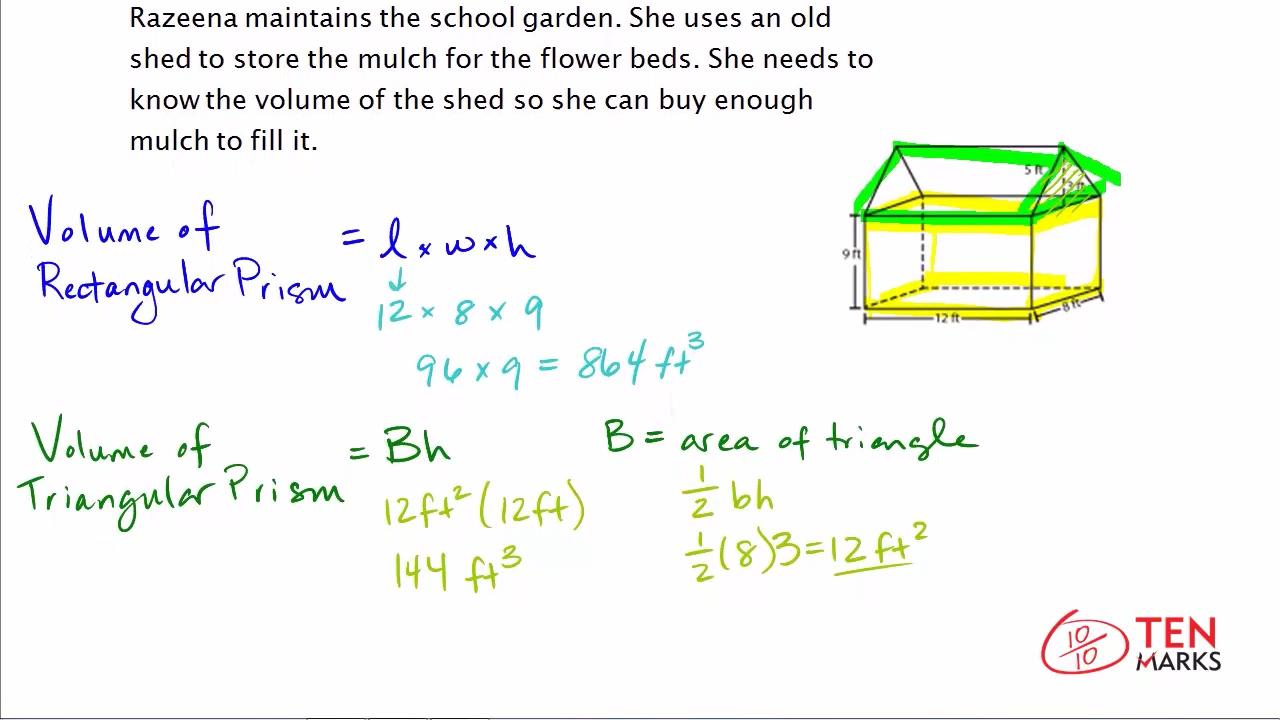 Razeena maintains the school garden. She uses an old
shed to store the mulch for the flower beds. She needs to
know the volume of the shed so she can buy enough
mulch to fill it.
5 ft
3 ft
9 ft
12 ft
8 ft
Volume of
Rectangular Prism = l × w × h
12 × 8 × 9
96 × 9 = 864 ft³
Volume of
Triangular Prism = Bh
12ft² (12ft)
144 ft³
B = area of triangle
1/2 bh
1/2 (8)3 = 12 ft²
10/10 TEN
MARKS